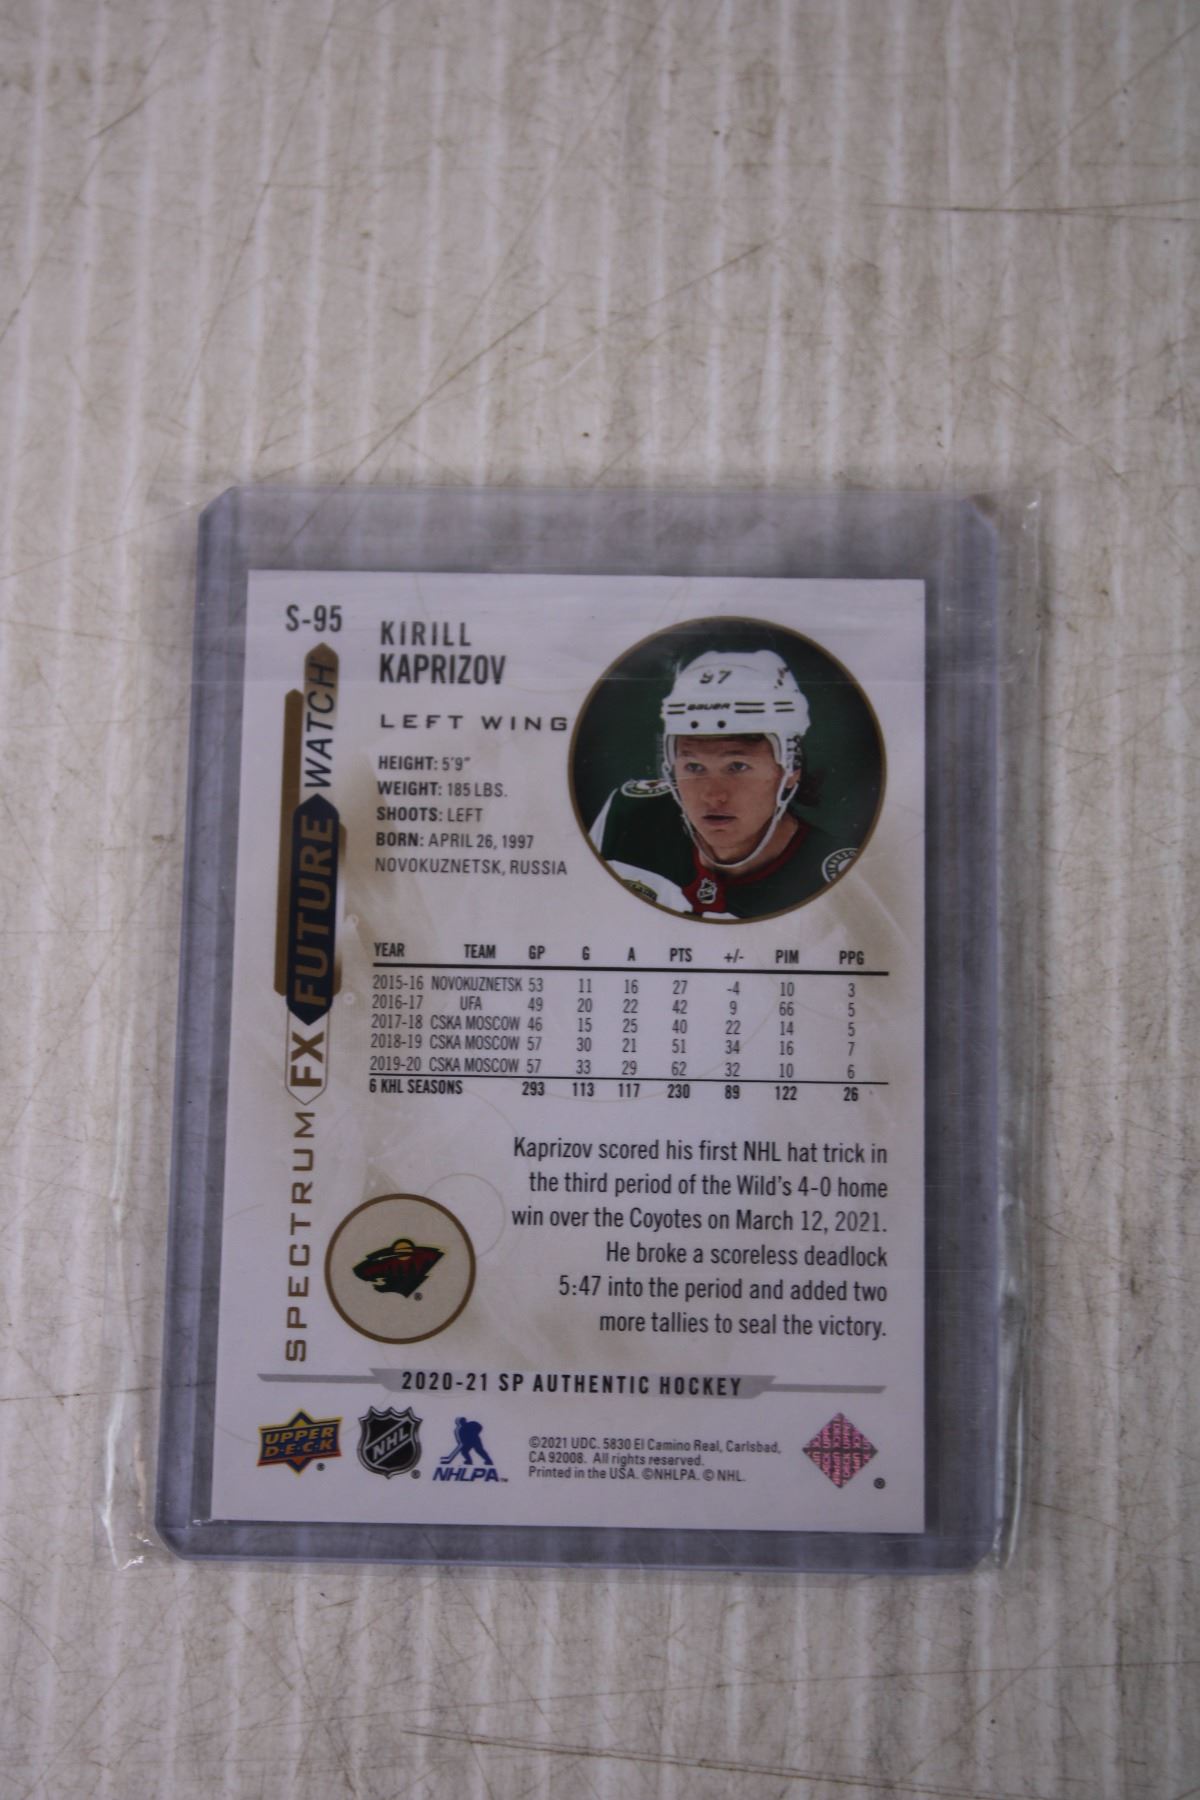 S-95
KIRILL
KAPRIZOV
LEFT WING
HEIGHT: 5'9"
WEIGHT: 185 LBS.
SHOOTS: LEFT
BORN: APRIL 26, 1997
NOVOKUZNETSK, RUSSIA
97
BAUER
SPECTRUM FX FUTURE WATCH
YEAR TEAM GP G A PTS +/- PIM PPG
2015-16 NOVOKUZNETSK 53 11 16 27 -4 10 3
2016-17 UFA 49 20 22 42 9 66 5
2017-18 CSKA MOSCOW 46 15 25 40 22 14 5
2018-19 CSKA MOSCOW 57 30 21 51 34 16 7
2019-20 CSKA MOSCOW 57 33 29 62 32 10 6
6 KHL SEASONS 293 113 117 230 89 122 26
Kaprizov scored his first NHL hat trick in
the third period of the Wild's 4-0 home
win over the Coyotes on March 12, 2021.
He broke a scoreless deadlock
5:47 into the period and added two
more tallies to seal the victory.
2020-21 SP AUTHENTIC HOCKEY
UPPER
D·E·C·K
®
NHL
®
NHLPA™
©2021 UDC. 5830 El Camino Real, Carlsbad,
CA 92008. All rights reserved.
Printed in the USA. ©NHLPA. © NHL.
®